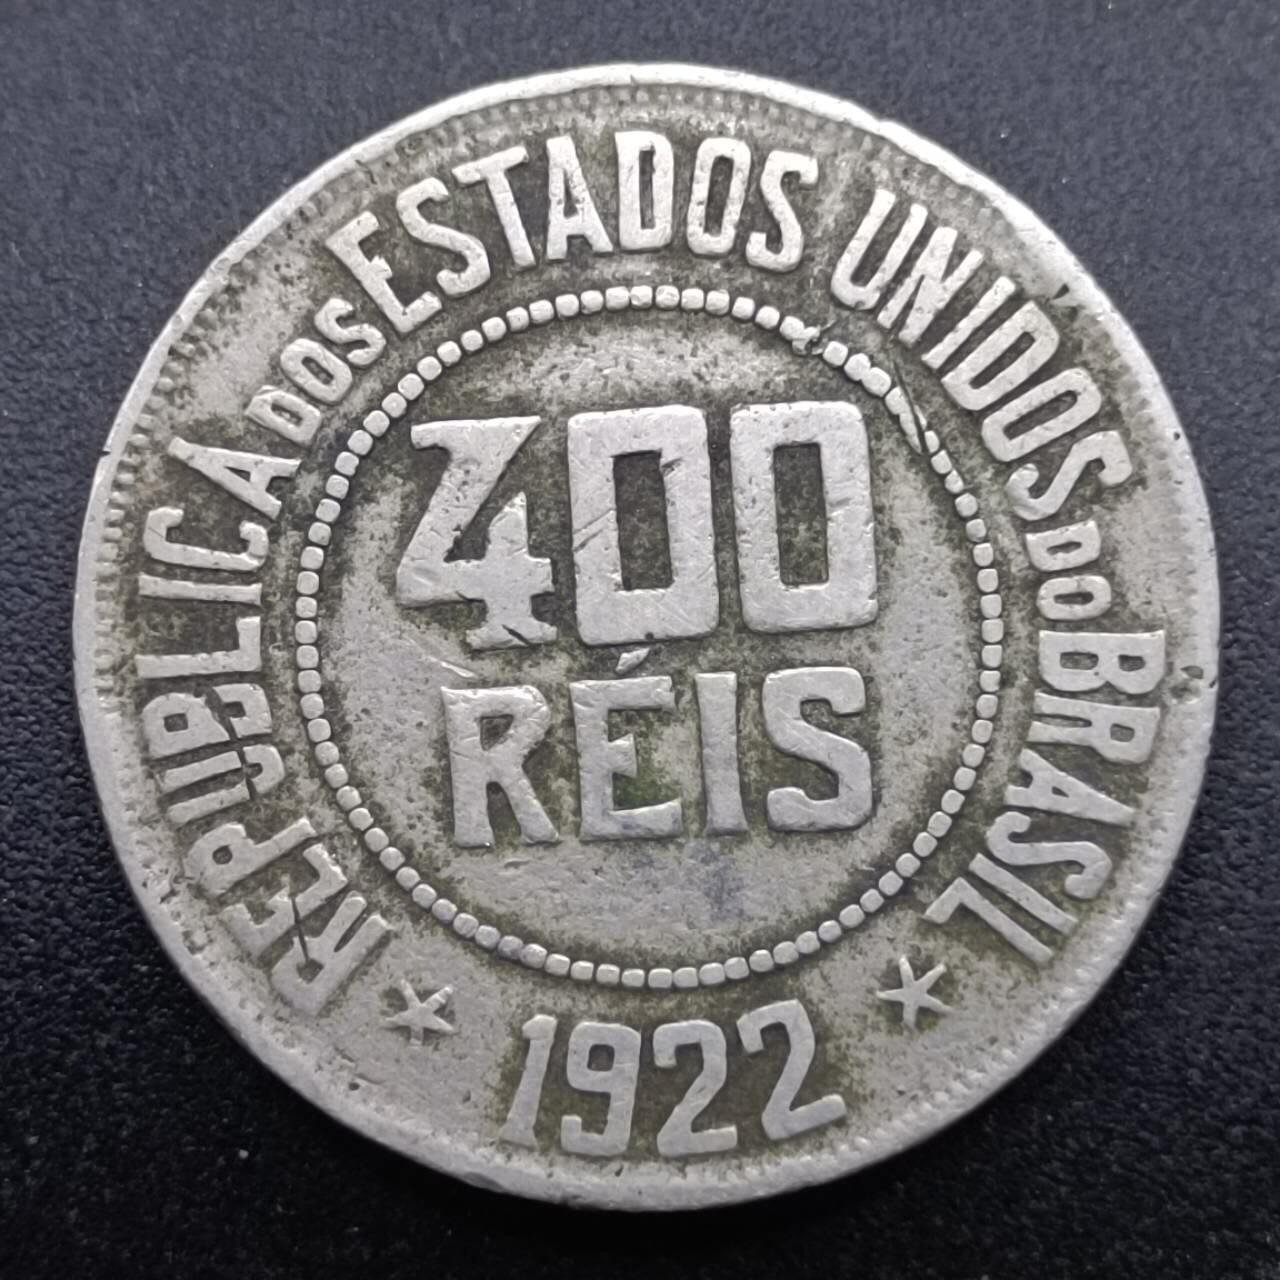 REPUBLICA DOS ESTADOS UNIDOS DO BRASIL
400
RÉIS
1922